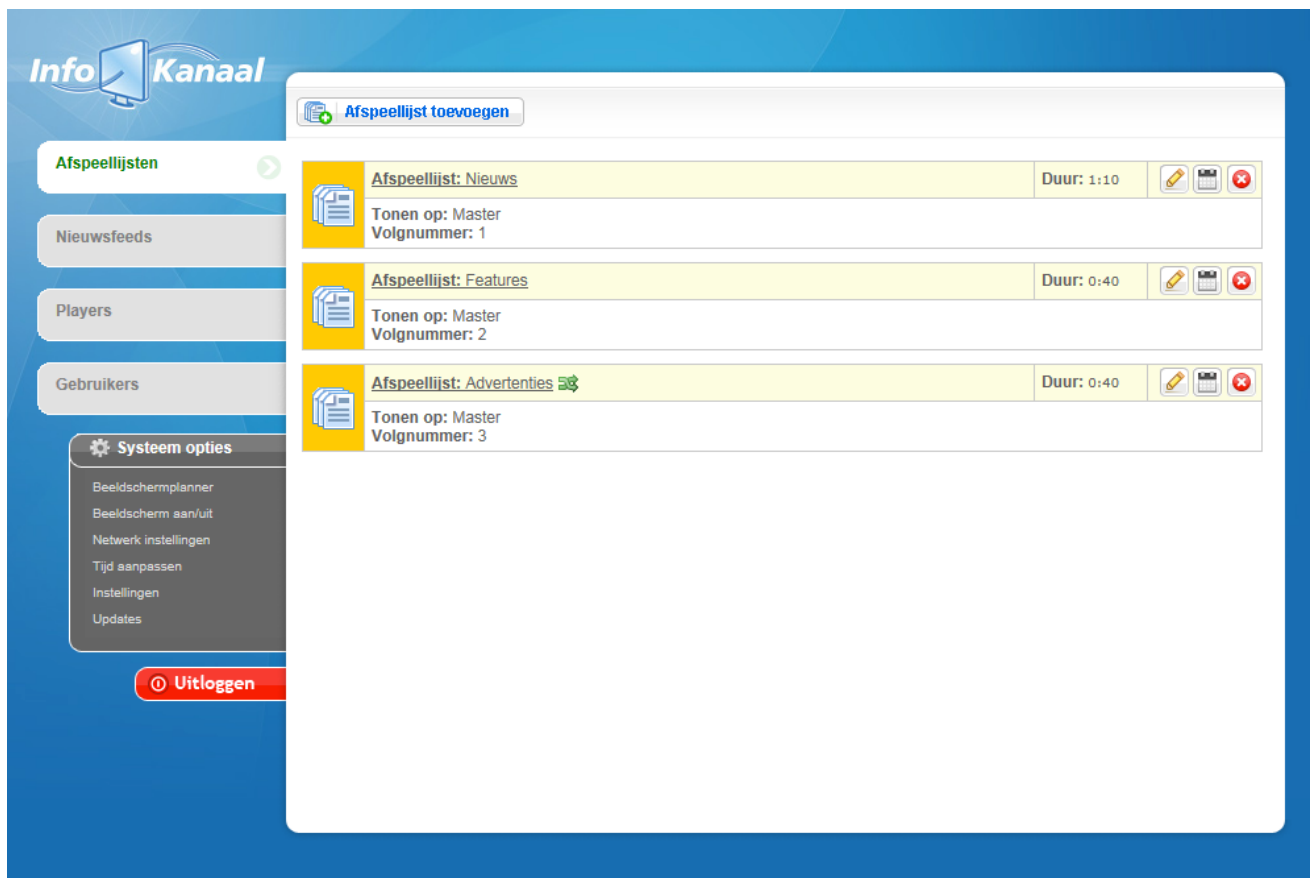 Info Kanaal
Afspeellijst toevoegen
Afspeellijsten
Nieuwsfeeds
Players
Gebruikers
Systeem opties
Beeldschermplanner
Beeldscherm aan/uit
Netwerk instellingen
Tijd aanpassen
Instellingen
Updates
Uitloggen
Afspeellijst: Nieuws Duur: 1:10
Tonen op: Master
Volgnummer: 1
Afspeellijst: Features Duur: 0:40
Tonen op: Master
Volgnummer: 2
Afspeellijst: Advertenties Duur: 0:40
Tonen op: Master
Volgnummer: 3